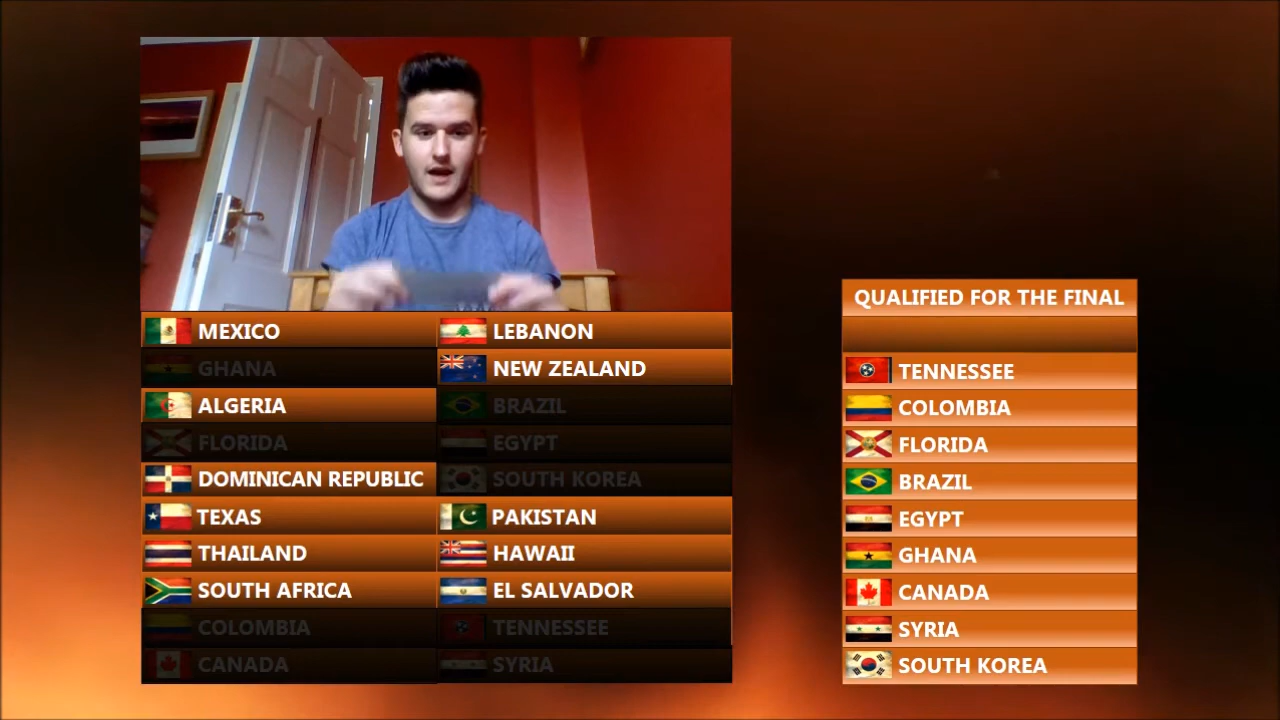 MEXICO
LEBANON
GHANA
NEW ZEALAND
ALGERIA
BRAZIL
FLORIDA
EGYPT
DOMINICAN REPUBLIC
SOUTH KOREA
TEXAS
PAKISTAN
THAILAND
HAWAII
SOUTH AFRICA
EL SALVADOR
COLOMBIA
TENNESSEE
CANADA
SYRIA
QUALIFIED FOR THE FINAL
TENNESSEE
COLOMBIA
FLORIDA
BRAZIL
EGYPT
GHANA
CANADA
SYRIA
SOUTH KOREA